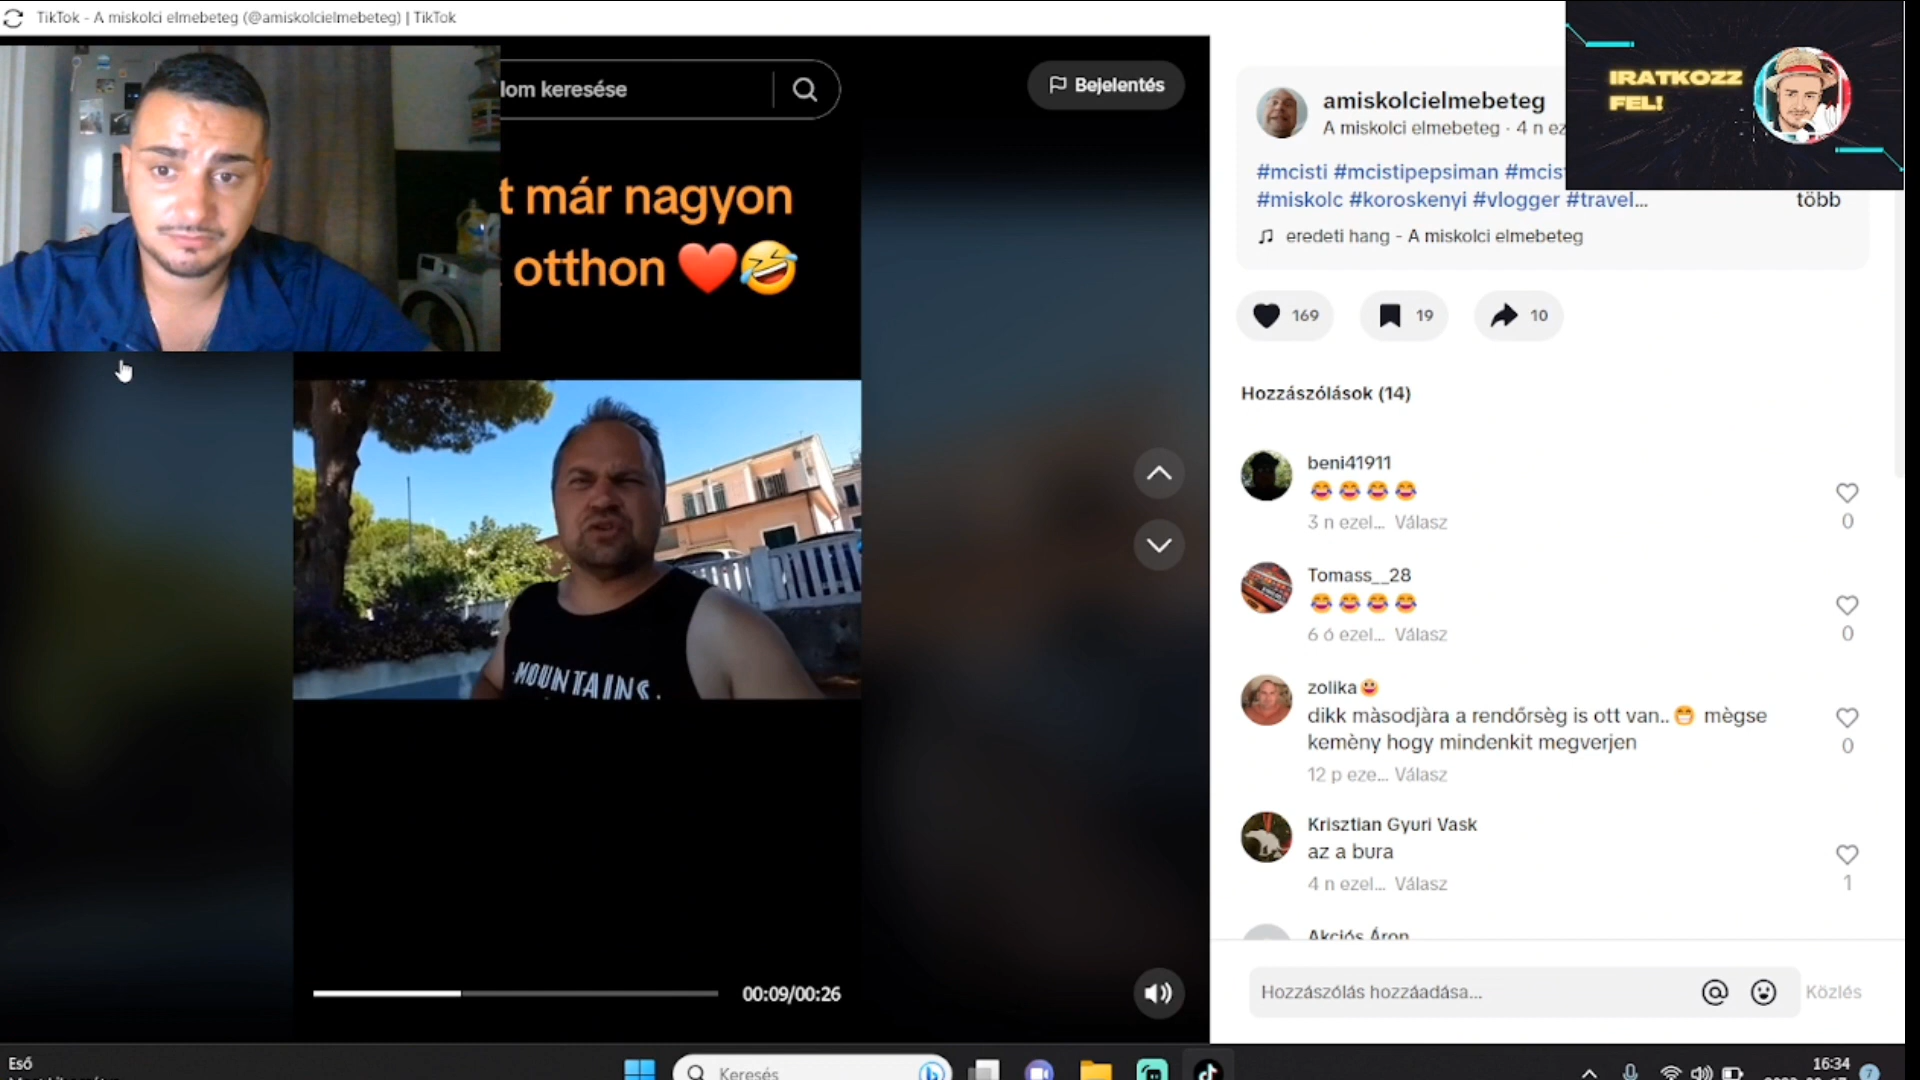 TikTok - A miskolci elmebeteg (@amiskolcielmebeteg) | TikTok
keresése
Bejelentés
t már nagyon
otthon ❤️🤣
MOUNTAINS.
00:09/00:26
IRATKOZZ
FEL!
amiskolcielmebeteg
A miskolci elmebeteg · 4 n
#mcisti #mcistipepsiman
#miskolc #koroskenyi #vlogger #travel...
több
eredeti hang - A miskolci elmebeteg
169
19
10
Hozzászólások (14)
beni41911
😂😂😂😂
3 n ezel... Válasz
0
Tomass__28
😂😂😂😂
6 ó ezel... Válasz
0
zolika😀
dikk màsodjàra a rendőrsèg is ott van..😁 mègse
kemèny hogy mindenkit megverjen
0
12 p eze... Válasz
Krisztian Gyuri Vask
az a bura
4 n ezel... Válasz
1
Akciós Áron
Hozzászólás hozzáadása...
Közlés
Eső
Keresés
16:34
7